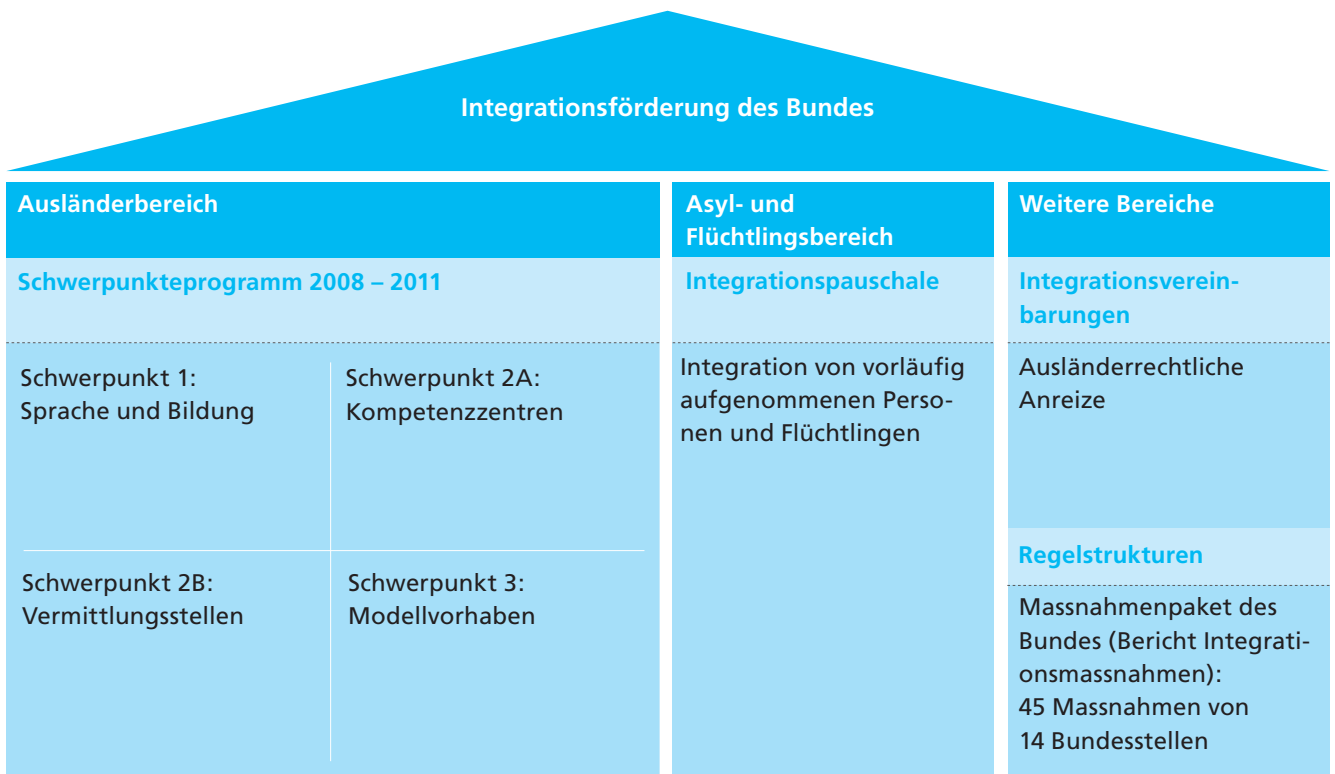 Integrationsförderung des Bundes
Ausländerbereich
Schwerpunkteprogramm 2008 – 2011
Schwerpunkt 1:
Sprache und Bildung
Schwerpunkt 2A:
Kompetenzzentren
Schwerpunkt 2B:
Vermittlungsstellen
Schwerpunkt 3:
Modellvorhaben
Asyl- und
Flüchtlingsbereich
Integrationspauschale
Integration von vorläufig
aufgenommenen Perso-
nen und Flüchtlingen
Weitere Bereiche
Integrationsverein-
barungen
Ausländerrechtliche
Anreize
Regelstrukturen
Massnahmenpaket des
Bundes (Bericht Integrati-
onsmassnahmen):
45 Massnahmen von
14 Bundesstellen